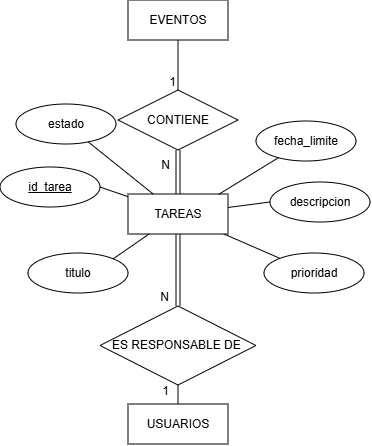 EVENTOS
1
CONTIENE
estado
fecha_limite
N
id_tarea
descripcion
TAREAS
titulo
prioridad
N
ES RESPONSABLE DE
1
USUARIOS